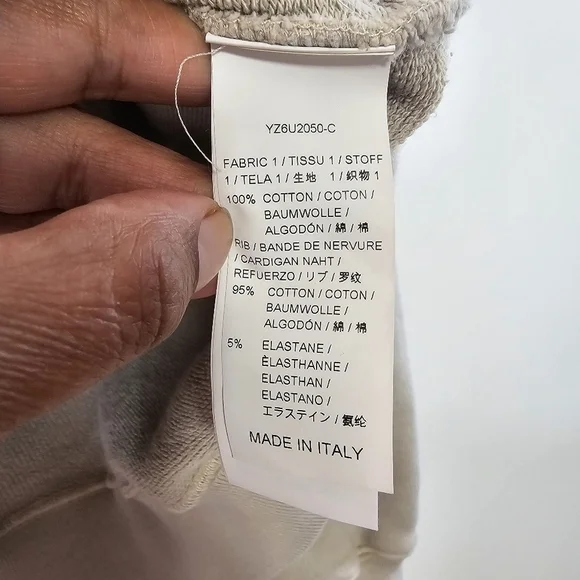 YZ6U2050-C
FABRIC 1 / TISSU 1 / STOFF
1 / TELA 1 / 生地 1 / 织物 1
100% COTTON / COTON /
BAUMWOLLE /
ALGODÓN / 綿 / 棉
RIB / BANDE DE NERVURE
/ CARDIGAN NAHT /
REFUERZO / リブ / 罗纹
95% COTTON / COTON /
BAUMWOLLE /
ALGODÓN / 綿 / 棉
5% ELASTANE /
ÈLASTHANNE /
ELASTHAN /
ELASTANO /
エラステイン / 氨纶
MADE IN ITALY